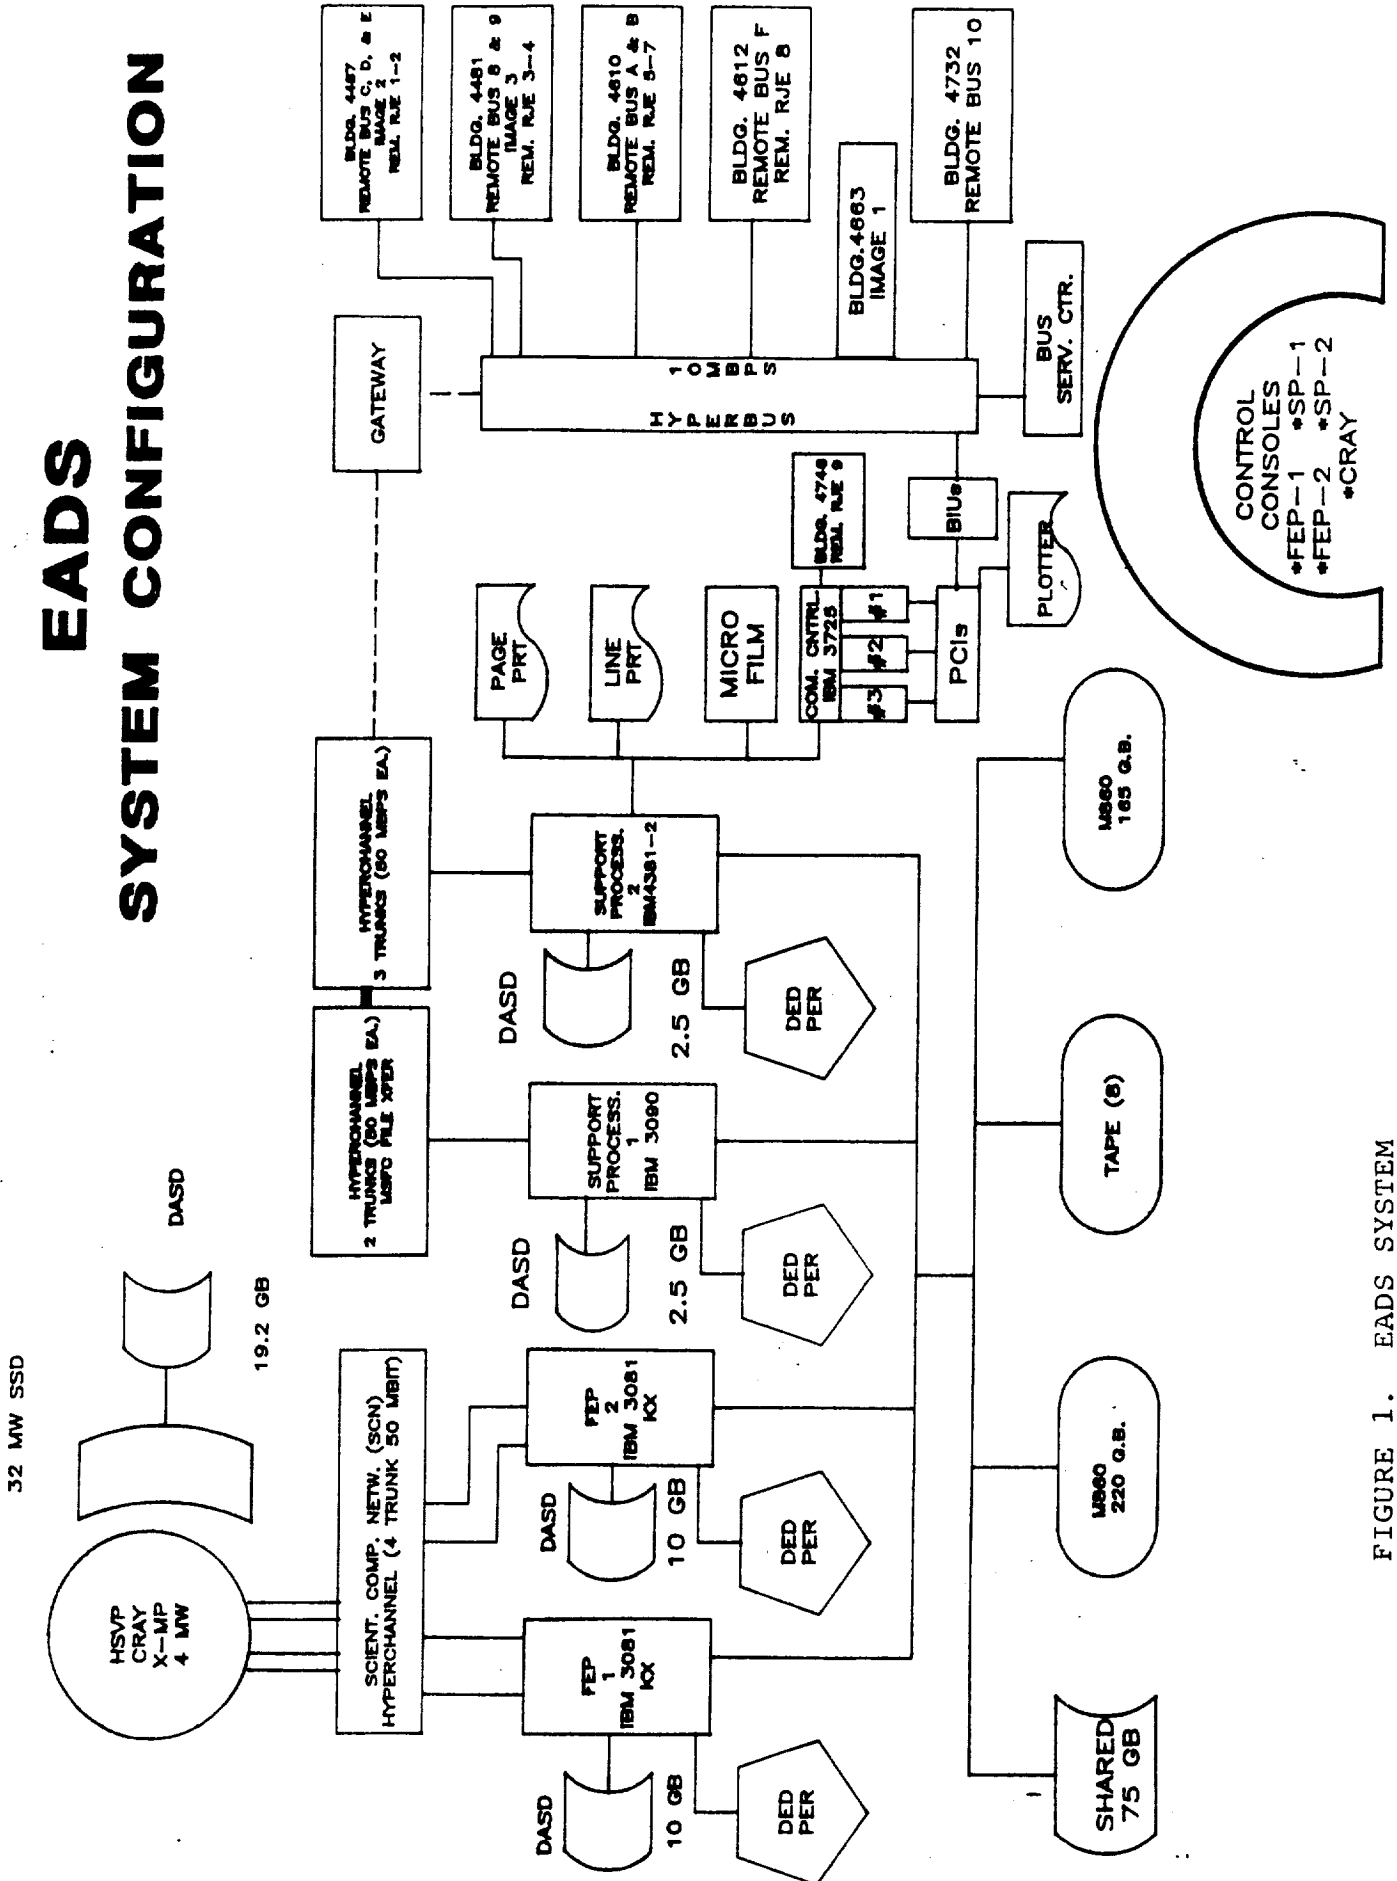 EADS
SYSTEM CONFIGURATION
32 MW SSD
HSVP
CRAY
X-MP
4 MW
DASD
19.2 GB
SCIENT. COMP. NETW. (SCN)
HYPERCHANNEL (4 TRUNK 50 MBIT)
HYPERCHANNEL
2 TRUNKS (50 MBPS EA.)
MSFC FILE XFER
HYPERCHANNEL
3 TRUNKS (50 MBPS EA.)
GATEWAY
BLDG. 4487
REMOTE BUS C, D, & E
IMAGE 2
REM. RJE 1-2
BLDG. 4481
REMOTE BUS 8 & 9
IMAGE 3
REM. RJE 3-4
BLDG. 4610
REMOTE BUS A & B
REM. RJE 5-7
BLDG. 4612
REMOTE BUS F
REM. RJE 8
BLDG.4663
IMAGE 1
BLDG. 4732
REMOTE BUS 10
10MBPS
HYPERBUS
BUS
SERV. CTR.
FEP
1
IBM 3081
KX
DASD
10 GB
DED
PER
FEP
2
IBM 3081
KX
DASD
10 GB
DED
PER
SUPPORT
PROCESS.
1
IBM 3090
DASD
2.5 GB
DED
PER
SUPPORT
PROCESS.
2
IBM4381-2
DASD
2.5 GB
DED
PER
PAGE
PRT
LINE
PRT
MICRO
FILM
COM. CNTRL.
IBM 3725
#3
#2
#1
BLDG. 4748
REM. RJE 9
PCIs
BIUs
PLOTTER
SHARED
75 GB
M860
220 G.B.
TAPE (8)
M860
165 G.B.
CONTROL
CONSOLES
*FEP-1 *SP-1
*FEP-2 *SP-2
*CRAY
FIGURE 1. EADS SYSTEM